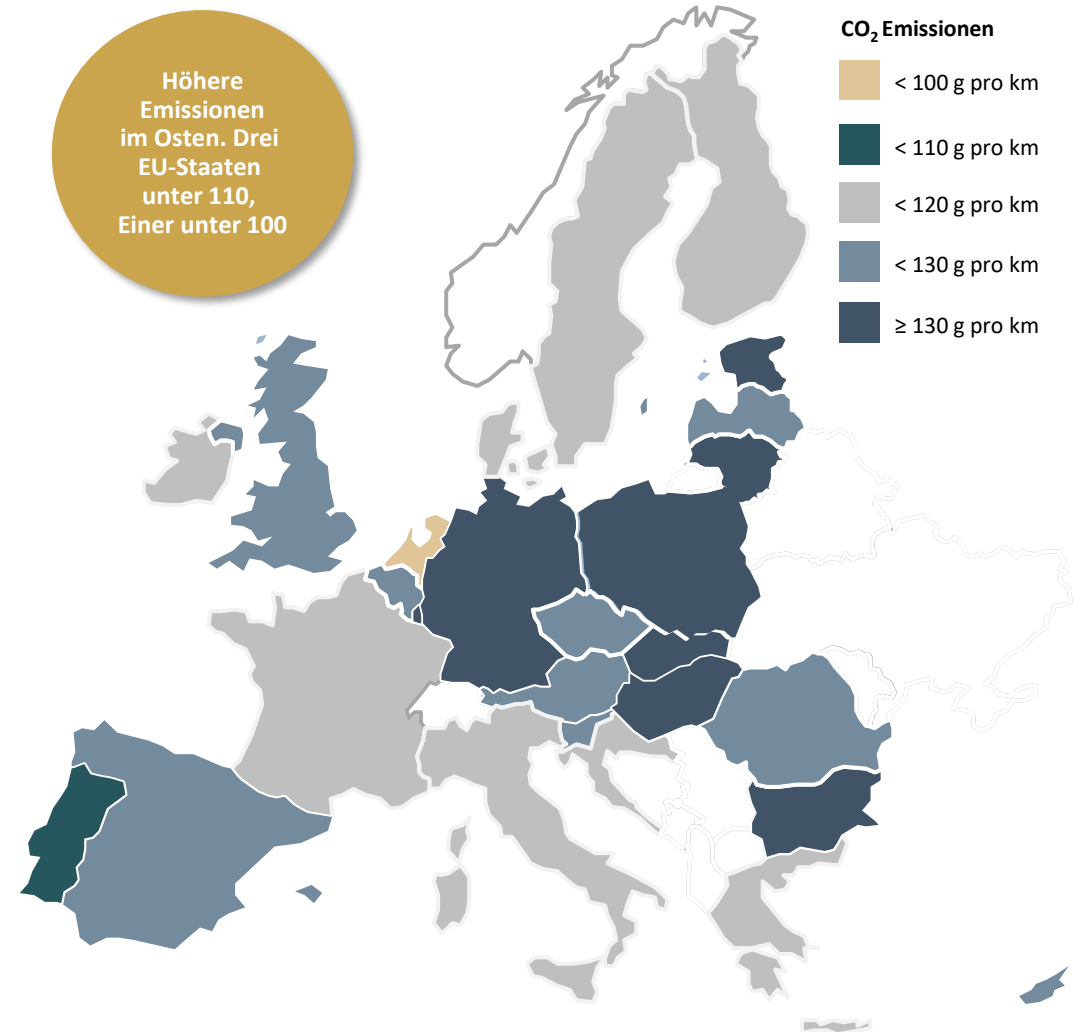 Höhere
Emissionen
im Osten. Drei
EU-Staaten
unter 110,
Einer unter 100
CO₂ Emissionen
< 100 g pro km
< 110 g pro km
< 120 g pro km
< 130 g pro km
≥ 130 g pro km